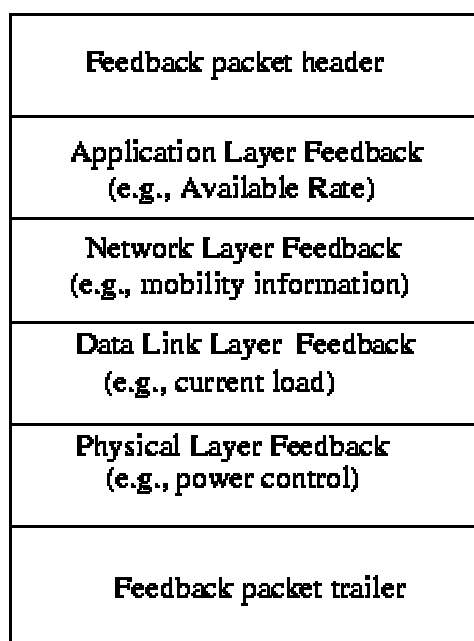 Feedback packet header
Application Layer Feedback
(e.g., Available Rate)
Network Layer Feedback
(e.g., mobility information)
Data Link Layer Feedback
(e.g., current load)
Physical Layer Feedback
(e.g., power control)
Feedback packet trailer